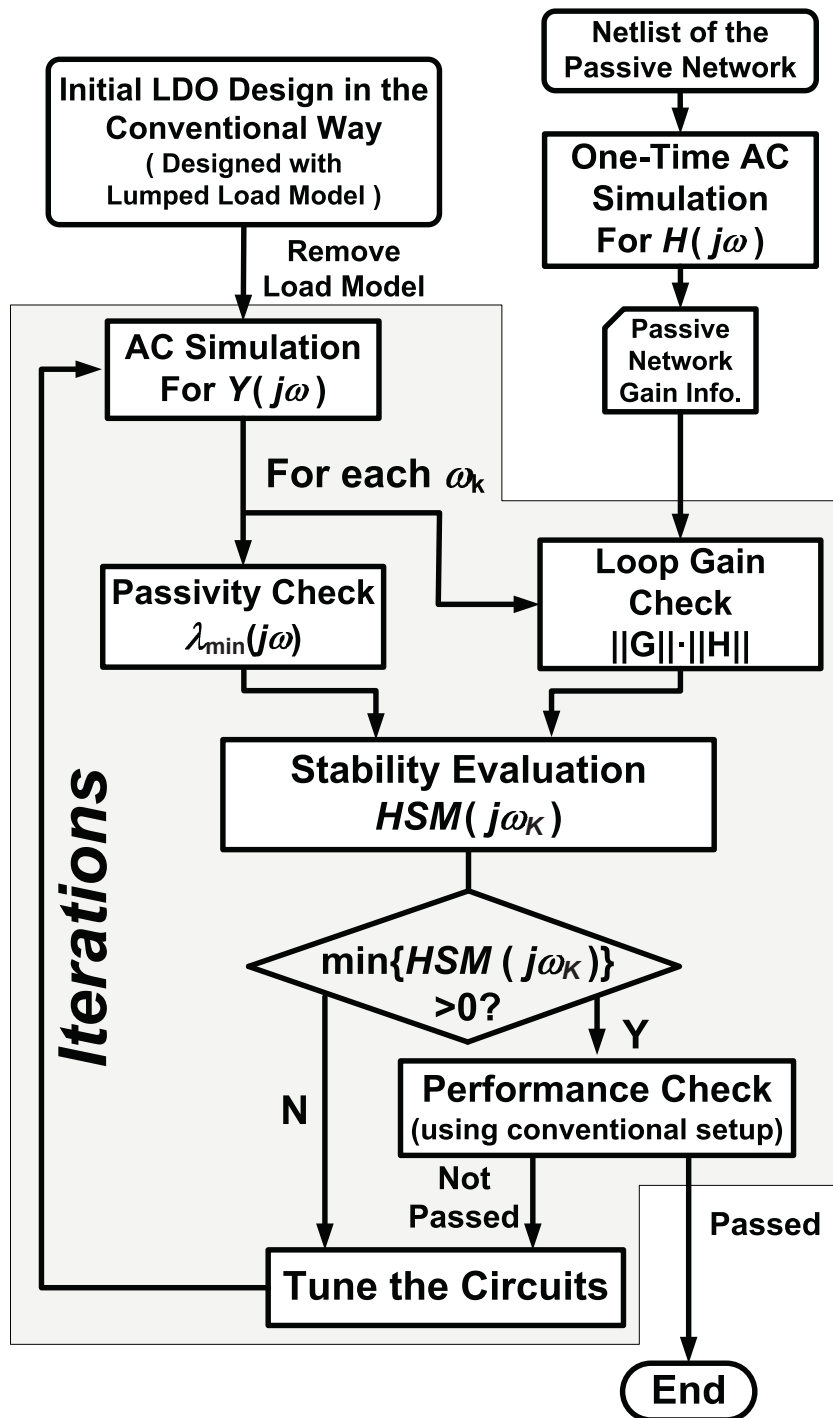 Netlist of the
Passive Network
Initial LDO Design in the
Conventional Way
( Designed with
Lumped Load Model )
One-Time AC
Simulation
For H( jω )
Remove
Load Model
Passive
Network
Gain Info.
AC Simulation
For Y( jω )
For each ωk
Passivity Check
λmin(jω)
Loop Gain
Check
||G||·||H||
Stability Evaluation
HSM( jωK )
Iterations
min{HSM ( jωK )}
>0?
Y
N
Performance Check
(using conventional setup)
Not
Passed
Passed
Tune the Circuits
End